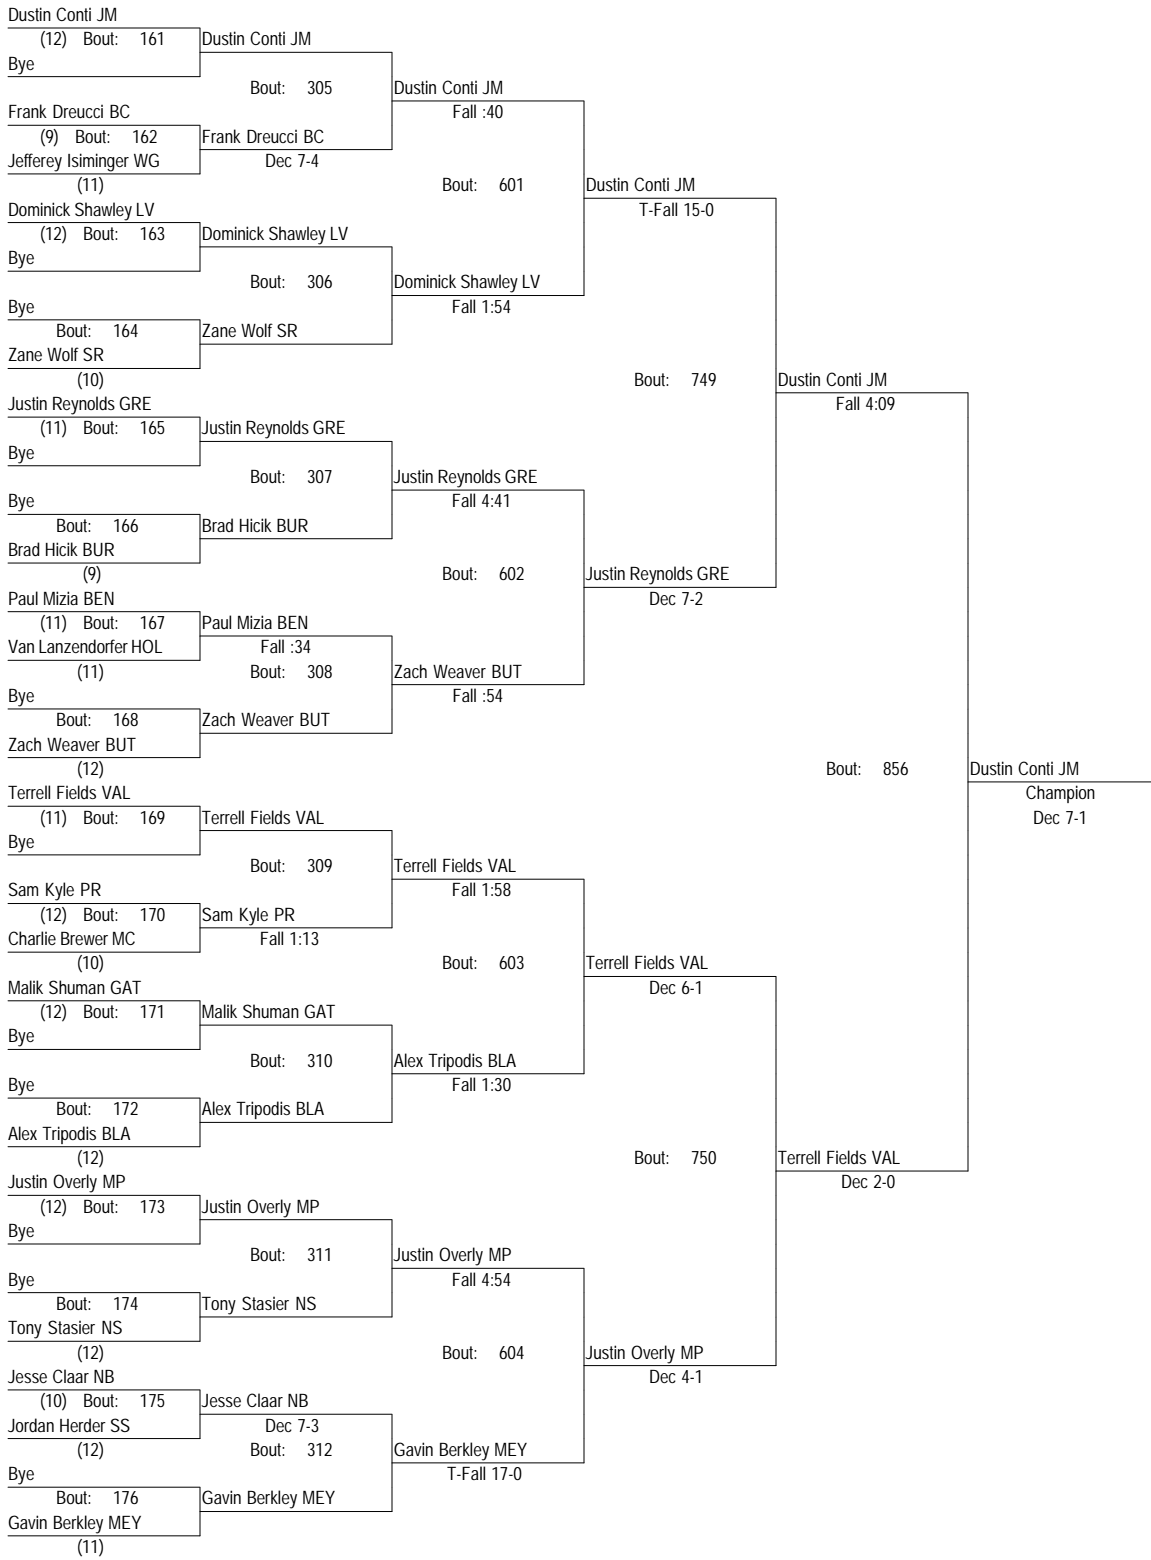 Dustin Conti JM
(12) Bout: 161 Dustin Conti JM
Bye
Bout: 305 Dustin Conti JM
Frank Dreucci BC Fall :40
(9) Bout: 162 Frank Dreucci BC
Jefferey Isiminger WG Dec 7-4
(11) Bout: 601 Dustin Conti JM
Dominick Shawley LV T-Fall 15-0
(12) Bout: 163 Dominick Shawley LV
Bye
Bout: 306 Dominick Shawley LV
Bye Fall 1:54
Bout: 164 Zane Wolf SR
Zane Wolf SR
(10) Bout: 749 Dustin Conti JM
Justin Reynolds GRE Fall 4:09
(11) Bout: 165 Justin Reynolds GRE
Bye
Bout: 307 Justin Reynolds GRE
Bye Fall 4:41
Bout: 166 Brad Hicik BUR
Brad Hicik BUR
(9) Bout: 602 Justin Reynolds GRE
Paul Mizia BEN Dec 7-2
(11) Bout: 167 Paul Mizia BEN
Van Lanzendorfer HOL Fall :34
(11) Bout: 308 Zach Weaver BUT
Bye Fall :54
Bout: 168 Zach Weaver BUT
Zach Weaver BUT
(12) Bout: 856 Dustin Conti JM
Terrell Fields VAL Champion
(11) Bout: 169 Terrell Fields VAL Dec 7-1
Bye
Bout: 309 Terrell Fields VAL
Sam Kyle PR Fall 1:58
(12) Bout: 170 Sam Kyle PR
Charlie Brewer MC Fall 1:13
(10) Bout: 603 Terrell Fields VAL
Malik Shuman GAT Dec 6-1
(12) Bout: 171 Malik Shuman GAT
Bye
Bout: 310 Alex Tripodis BLA
Bye Fall 1:30
Bout: 172 Alex Tripodis BLA
Alex Tripodis BLA
(12) Bout: 750 Terrell Fields VAL
Justin Overly MP Dec 2-0
(12) Bout: 173 Justin Overly MP
Bye
Bout: 311 Justin Overly MP
Bye Fall 4:54
Bout: 174 Tony Stasier NS
Tony Stasier NS
(12) Bout: 604 Justin Overly MP
Jesse Claar NB Dec 4-1
(10) Bout: 175 Jesse Claar NB
Jordan Herder SS Dec 7-3
(12) Bout: 312 Gavin Berkley MEY
Bye T-Fall 17-0
Bout: 176 Gavin Berkley MEY
Gavin Berkley MEY
(11)